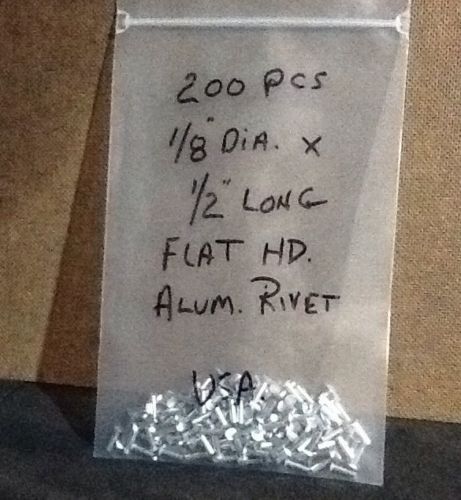 200 PCS
1/8" DIA. X
1/2" LONG
FLAT HD.
ALUM. RIVET
USA